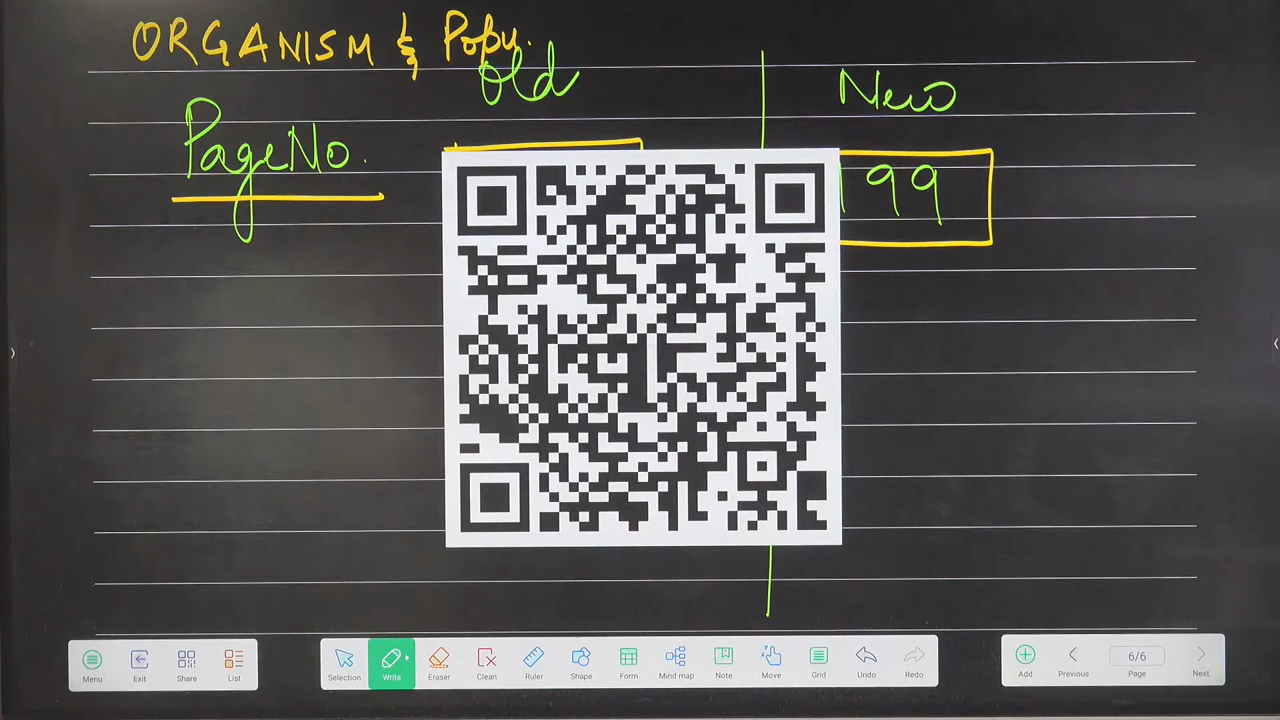 ORGANISM & Popu.
Old
New
PageNo.
199
Menu
Exit
Share
List
Selection
Write
Eraser
Clean
Ruler
Shape
Form
Mind map
Note
Move
Grid
Undo
Redo
Add
Previous
6/6
Page
Next